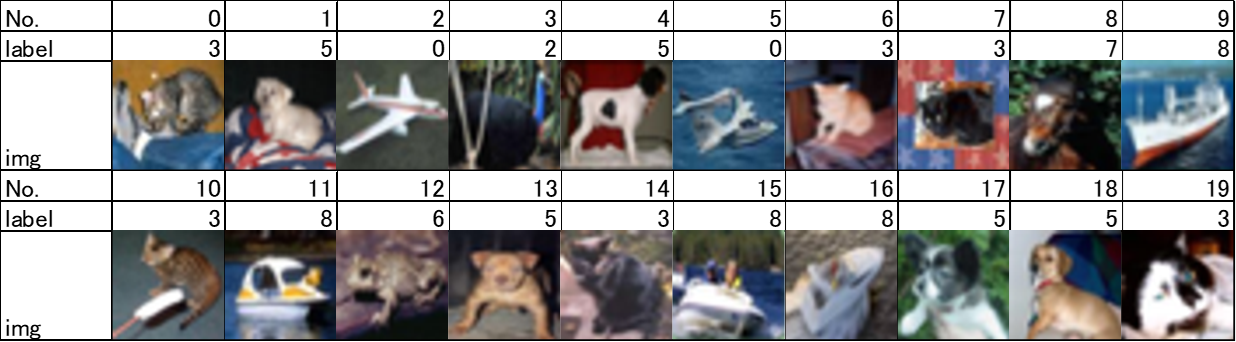 No. 0 1 2 3 4 5 6 7 8 9
label 3 5 0 2 5 0 3 3 7 8
img
No. 10 11 12 13 14 15 16 17 18 19
label 3 8 6 5 3 8 8 5 5 3
img